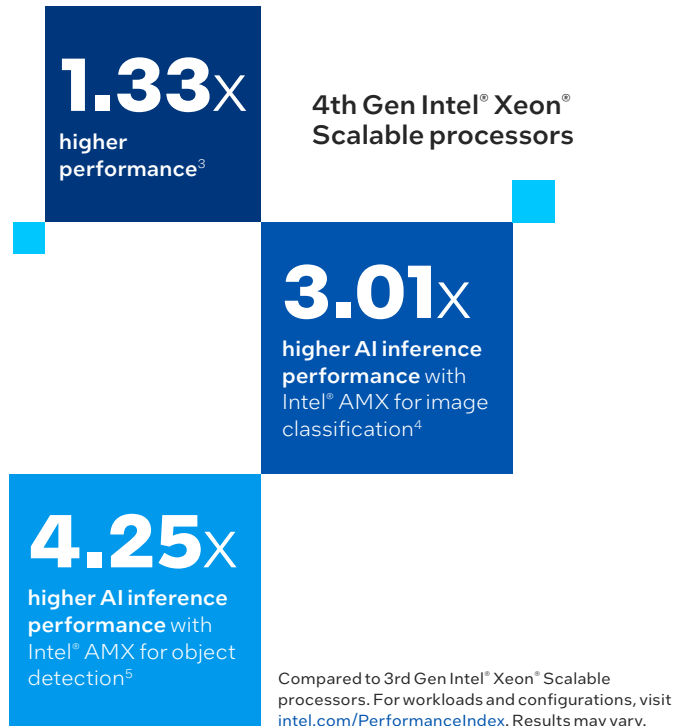 1.33x
higher
performance³
4th Gen Intel® Xeon®
Scalable processors
3.01x
higher AI inference
performance with
Intel® AMX for image
classification⁴
4.25x
higher AI inference
performance with
Intel® AMX for object
detection⁵
Compared to 3rd Gen Intel® Xeon® Scalable
processors. For workloads and configurations, visit
intel.com/PerformanceIndex. Results may vary.